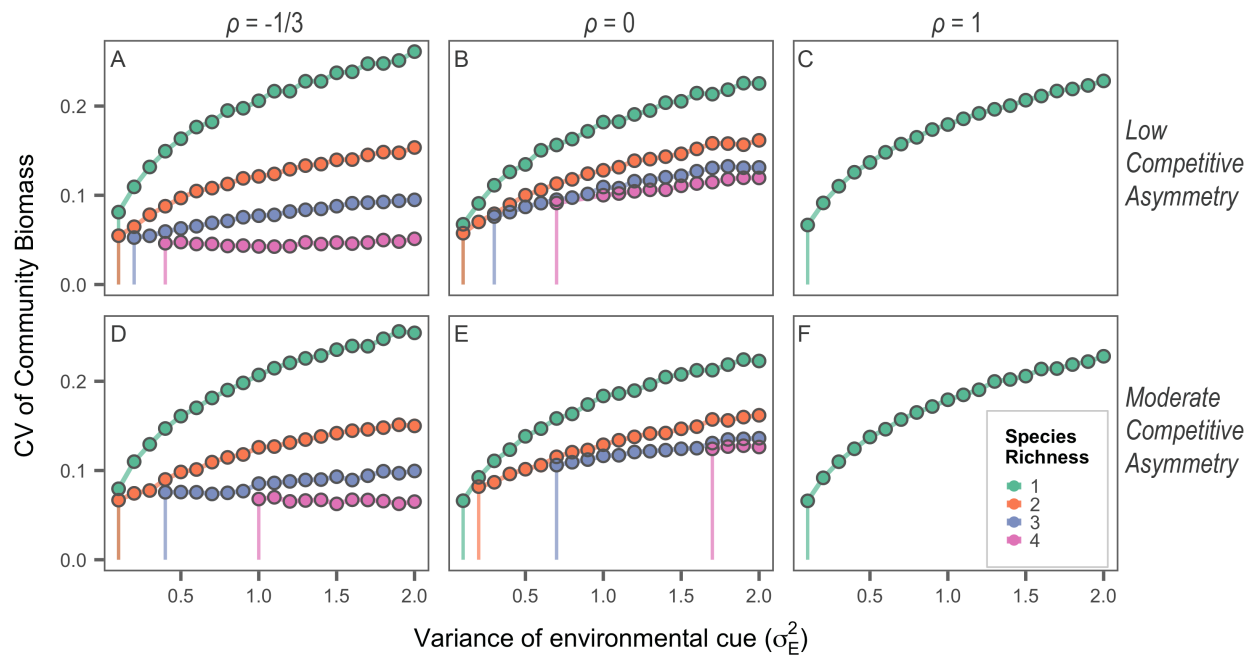 ρ = -1/3
ρ = 0
ρ = 1
A
B
C
0.2
0.1
0.0
Low
Competitive
Asymmetry
CV of Community Biomass
D
E
F
0.2
0.1
0.0
Moderate
Competitive
Asymmetry
Species
Richness
1
2
3
4
0.5 1.0 1.5 2.0
0.5 1.0 1.5 2.0
0.5 1.0 1.5 2.0
Variance of environmental cue (σ²E)